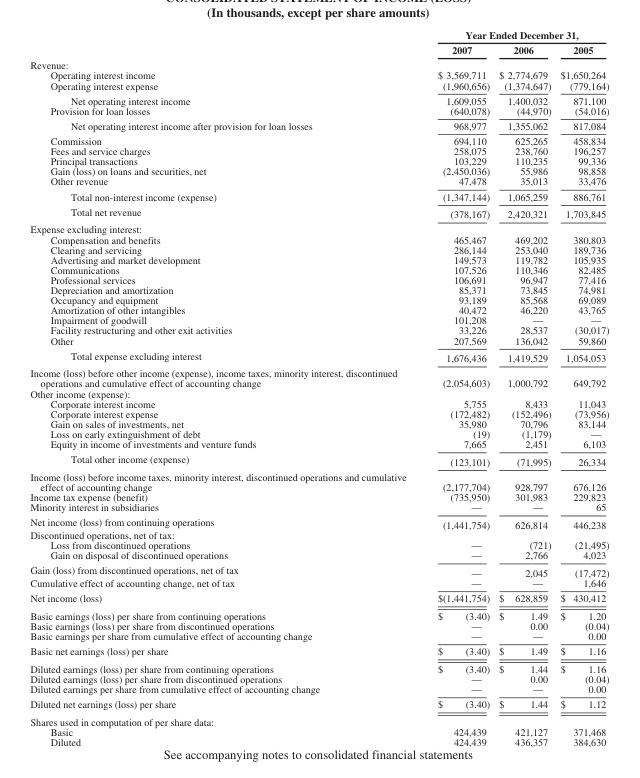 CONSOLIDATED STATEMENT OF INCOME (LOSS)
(In thousands, except per share amounts)
Year Ended December 31,
2007 2006 2005
Revenue:
Operating interest income $ 3,569,711 $ 2,774,679 $1,650,264
Operating interest expense (1,960,656) (1,374,647) (779,164)
Net operating interest income 1,609,055 1,400,032 871,100
Provision for loan losses (640,078) (44,970) (54,016)
Net operating interest income after provision for loan losses 968,977 1,355,062 817,084
Commission 694,110 625,265 458,834
Fees and service charges 258,075 238,760 196,257
Principal transactions 103,229 110,235 99,336
Gain (loss) on loans and securities, net (2,450,036) 55,986 98,858
Other revenue 47,478 35,013 33,476
Total non-interest income (expense) (1,347,144) 1,065,259 886,761
Total net revenue (378,167) 2,420,321 1,703,845
Expense excluding interest:
Compensation and benefits 465,467 469,202 380,803
Clearing and servicing 286,144 253,040 189,736
Advertising and market development 149,573 119,782 105,935
Communications 107,526 110,346 82,485
Professional services 106,691 96,947 77,416
Depreciation and amortization 85,371 73,845 74,981
Occupancy and equipment 93,189 85,568 69,089
Amortization of other intangibles 40,472 46,220 43,765
Impairment of goodwill 101,208 — —
Facility restructuring and other exit activities 33,226 28,537 (30,017)
Other 207,569 136,042 59,860
Total expense excluding interest 1,676,436 1,419,529 1,054,053
Income (loss) before other income (expense), income taxes, minority interest, discontinued
operations and cumulative effect of accounting change (2,054,603) 1,000,792 649,792
Other income (expense):
Corporate interest income 5,755 8,433 11,043
Corporate interest expense (172,482) (152,496) (73,956)
Gain on sales of investments, net 35,980 70,796 83,144
Loss on early extinguishment of debt (19) (1,179) —
Equity in income of investments and venture funds 7,665 2,451 6,103
Total other income (expense) (123,101) (71,995) 26,334
Income (loss) before income taxes, minority interest, discontinued operations and cumulative
effect of accounting change (2,177,704) 928,797 676,126
Income tax expense (benefit) (735,950) 301,983 229,823
Minority interest in subsidiaries — — 65
Net income (loss) from continuing operations (1,441,754) 626,814 446,238
Discontinued operations, net of tax:
Loss from discontinued operations — (721) (21,495)
Gain on disposal of discontinued operations — 2,766 4,023
Gain (loss) from discontinued operations, net of tax — 2,045 (17,472)
Cumulative effect of accounting change, net of tax — — 1,646
Net income (loss) $(1,441,754) $ 628,859 $ 430,412
Basic earnings (loss) per share from continuing operations $ (3.40) $ 1.49 $ 1.20
Basic earnings (loss) per share from discontinued operations — 0.00 (0.04)
Basic earnings per share from cumulative effect of accounting change — — 0.00
Basic net earnings (loss) per share $ (3.40) $ 1.49 $ 1.16
Diluted earnings (loss) per share from continuing operations $ (3.40) $ 1.44 $ 1.16
Diluted earnings (loss) per share from discontinued operations — 0.00 (0.04)
Diluted earnings per share from cumulative effect of accounting change — — 0.00
Diluted net earnings (loss) per share $ (3.40) $ 1.44 $ 1.12
Shares used in computation of per share data:
Basic 424,439 421,127 371,468
Diluted 424,439 436,357 384,630
See accompanying notes to consolidated financial statements